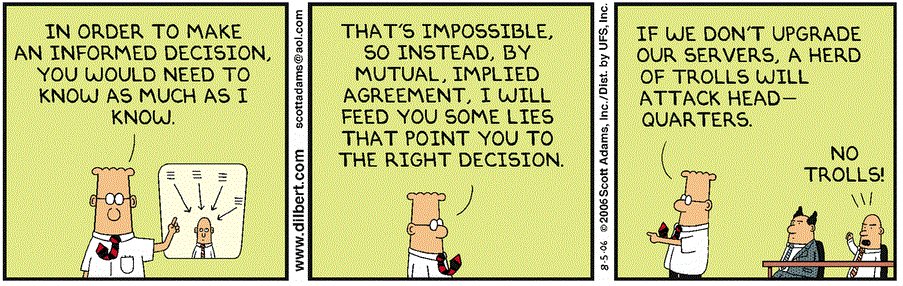 IN ORDER TO MAKE
AN INFORMED DECISION,
YOU WOULD NEED TO
KNOW AS MUCH AS I
KNOW.
www.dilbert.com
scottadams@aol.com
THAT'S IMPOSSIBLE,
SO INSTEAD, BY
MUTUAL, IMPLIED
AGREEMENT, I WILL
FEED YOU SOME LIES
THAT POINT YOU TO
THE RIGHT DECISION.
8-5-06 ©2006 Scott Adams, Inc./Dist. by UFS, Inc.
IF WE DON'T UPGRADE
OUR SERVERS, A HERD
OF TROLLS WILL
ATTACK HEAD—
QUARTERS.
NO
TROLLS!